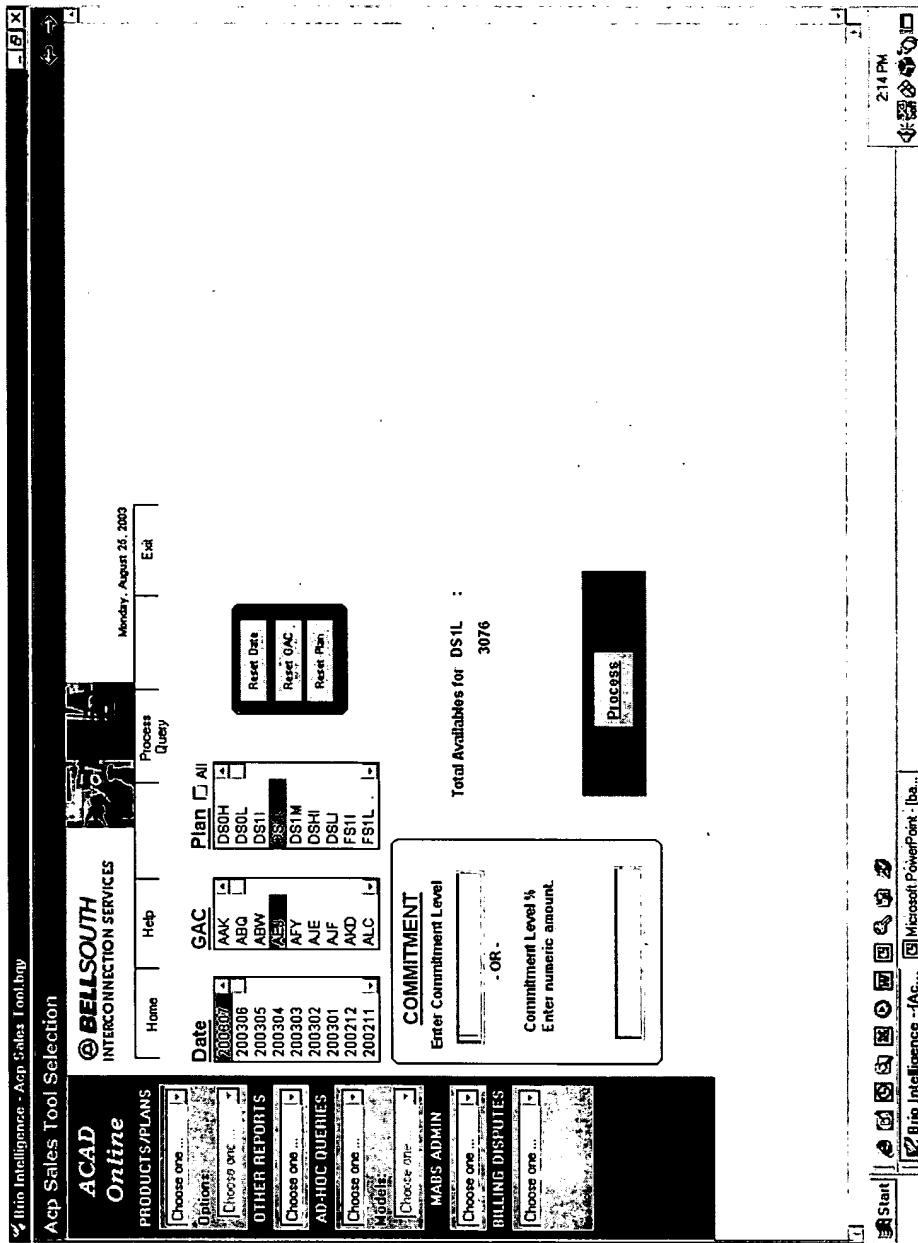 Brio Intelligence - Acp Sales Tool.bqy
Acp Sales Tool Selection
ACAD
Online
PRODUCTS/PLANS
Choose one ...
Options:
Choose one ...
OTHER REPORTS
Choose one ...
AD-HOC QUERIES
Choose one ...
Models:
Choose one ...
MABS ADMIN
Choose one ...
BILLING DISPUTES
Choose one ...
BELLSOUTH
INTERCONNECTION SERVICES
Monday, August 25, 2003
Home
Help
Process
Query
Exit
Date
200307
200306
200305
200304
200303
200302
200301
200212
200211
GAC
AAK
ABQ
ABW
AFY
AJE
AJF
AKD
ALC
Plan All
DS0H
DS0L
DS1I
DS1M
DSHI
DSLI
FS1I
FS1L
Reset Date
Reset GAC
Reset Plan
COMMITMENT
Enter Commitment Level
- OR -
Commitment Level %
Enter numeric amount.
Total Availables for DS1L :
3076
Process
Start
Brio Intelligence - [Ac...
Microsoft PowerPoint - [ba...
2:14 PM